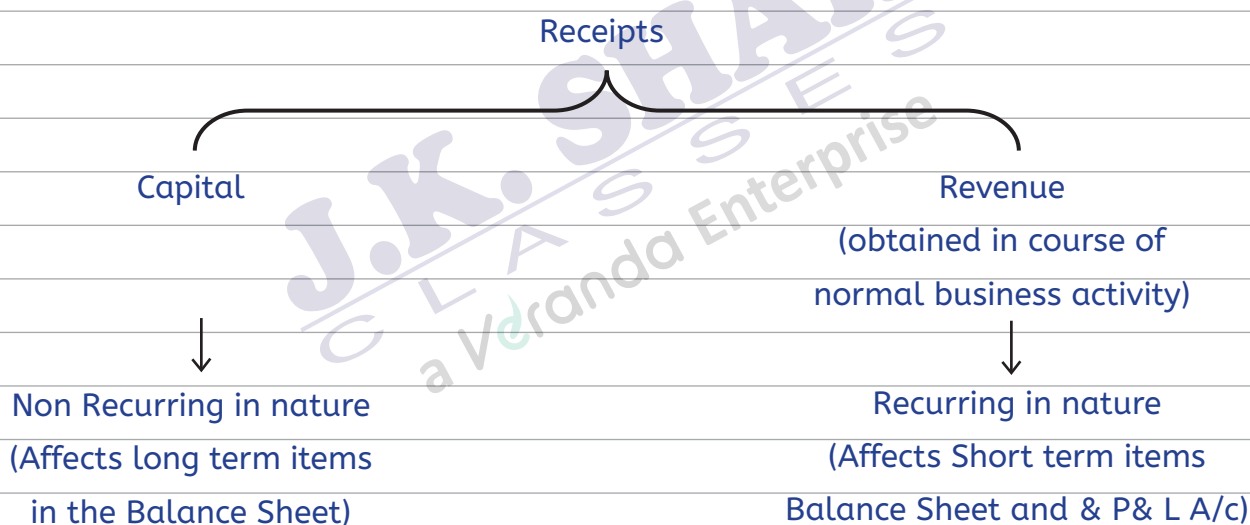 Receipts
Capital
Non Recurring in nature
(Affects long term items
in the Balance Sheet)
Revenue
(obtained in course of
normal business activity)
Recurring in nature
(Affects Short term items
Balance Sheet and & P& L A/c)
J.K. SHA
CLASSES
a Veranda Enterprise